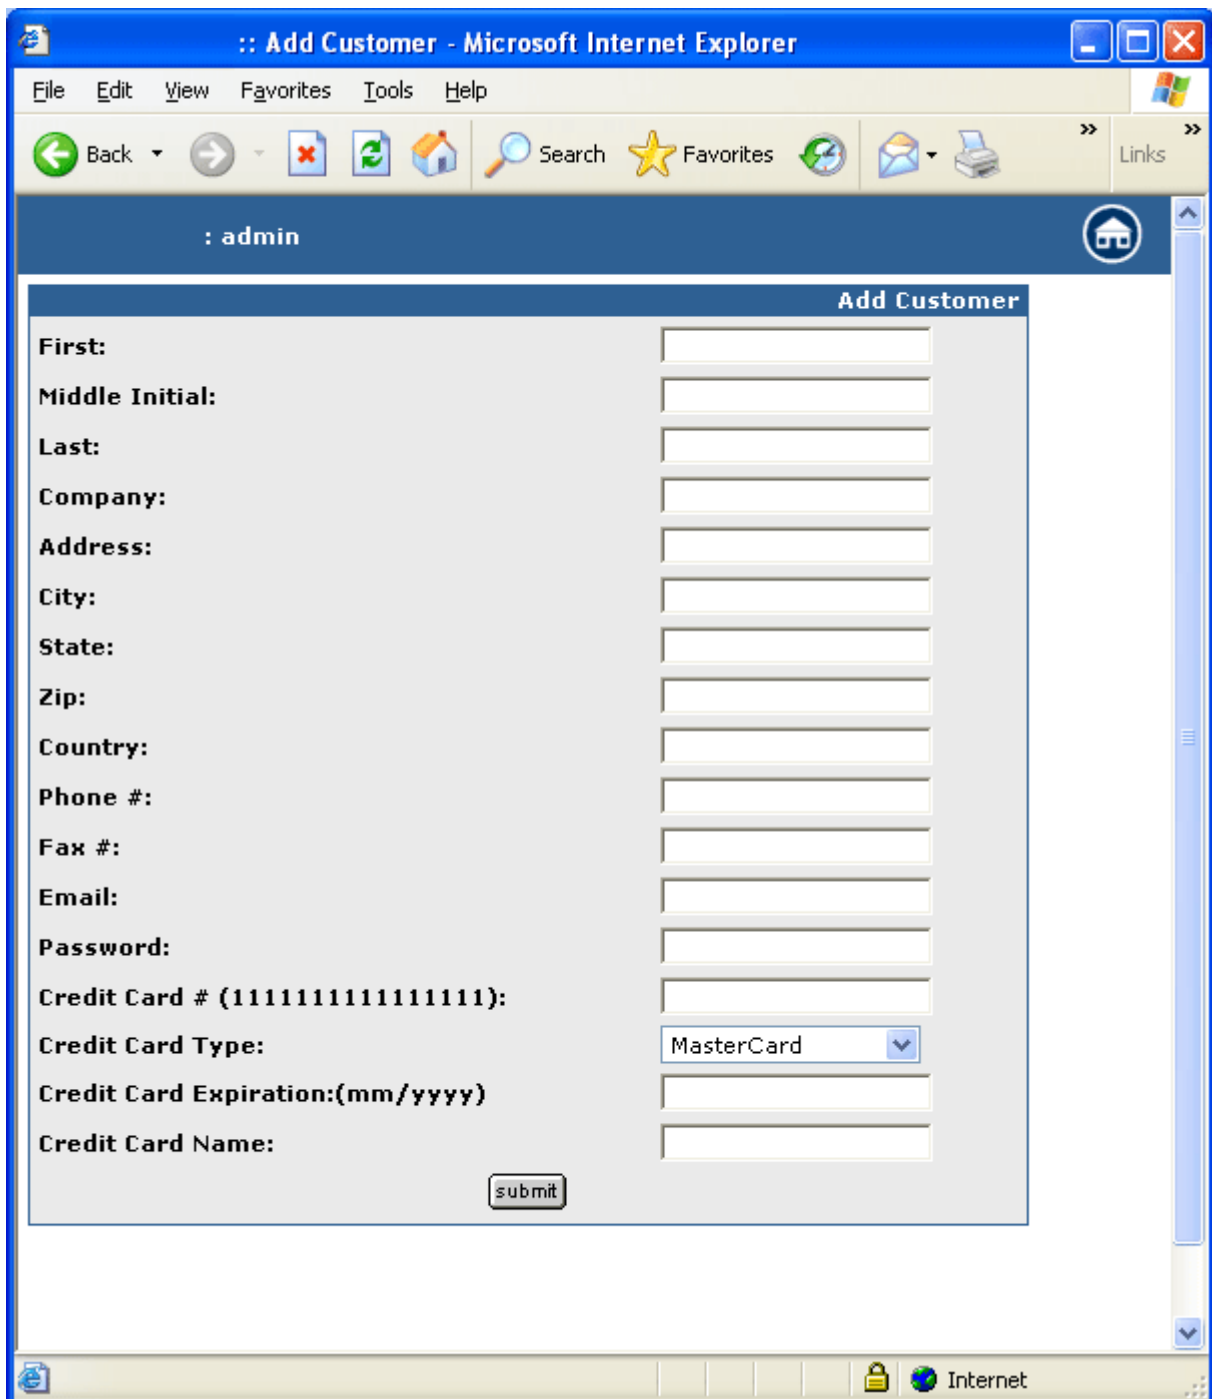 :: Add Customer - Microsoft Internet Explorer
File Edit View Favorites Tools Help
Back Search Favorites » Links »
: admin
Add Customer
First:
Middle Initial:
Last:
Company:
Address:
City:
State:
Zip:
Country:
Phone #:
Fax #:
Email:
Password:
Credit Card # (1111111111111111):
Credit Card Type: MasterCard
Credit Card Expiration:(mm/yyyy)
Credit Card Name:
submit
Internet